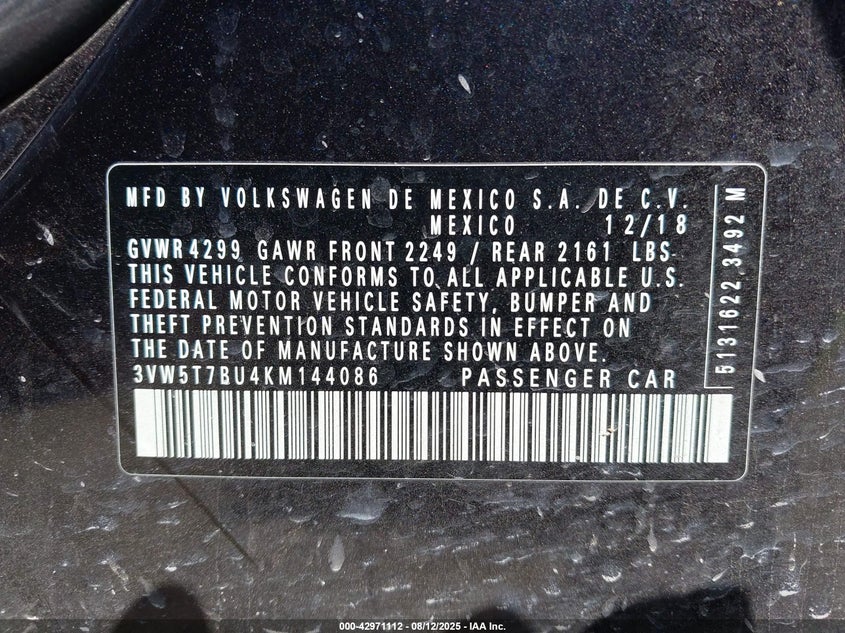 MFD BY VOLKSWAGEN DE MEXICO S.A. DE C.V.
MEXICO 12/18
GVWR 4299 GAWR FRONT 2249 / REAR 2161 LBS
THIS VEHICLE CONFORMS TO ALL APPLICABLE U.S.
FEDERAL MOTOR VEHICLE SAFETY, BUMPER AND
THEFT PREVENTION STANDARDS IN EFFECT ON
THE DATE OF MANUFACTURE SHOWN ABOVE.
3VW5T7BU4KM144086 PASSENGER CAR
5131622.3492 M
000-42971112 - 08/12/2025 - IAA Inc.